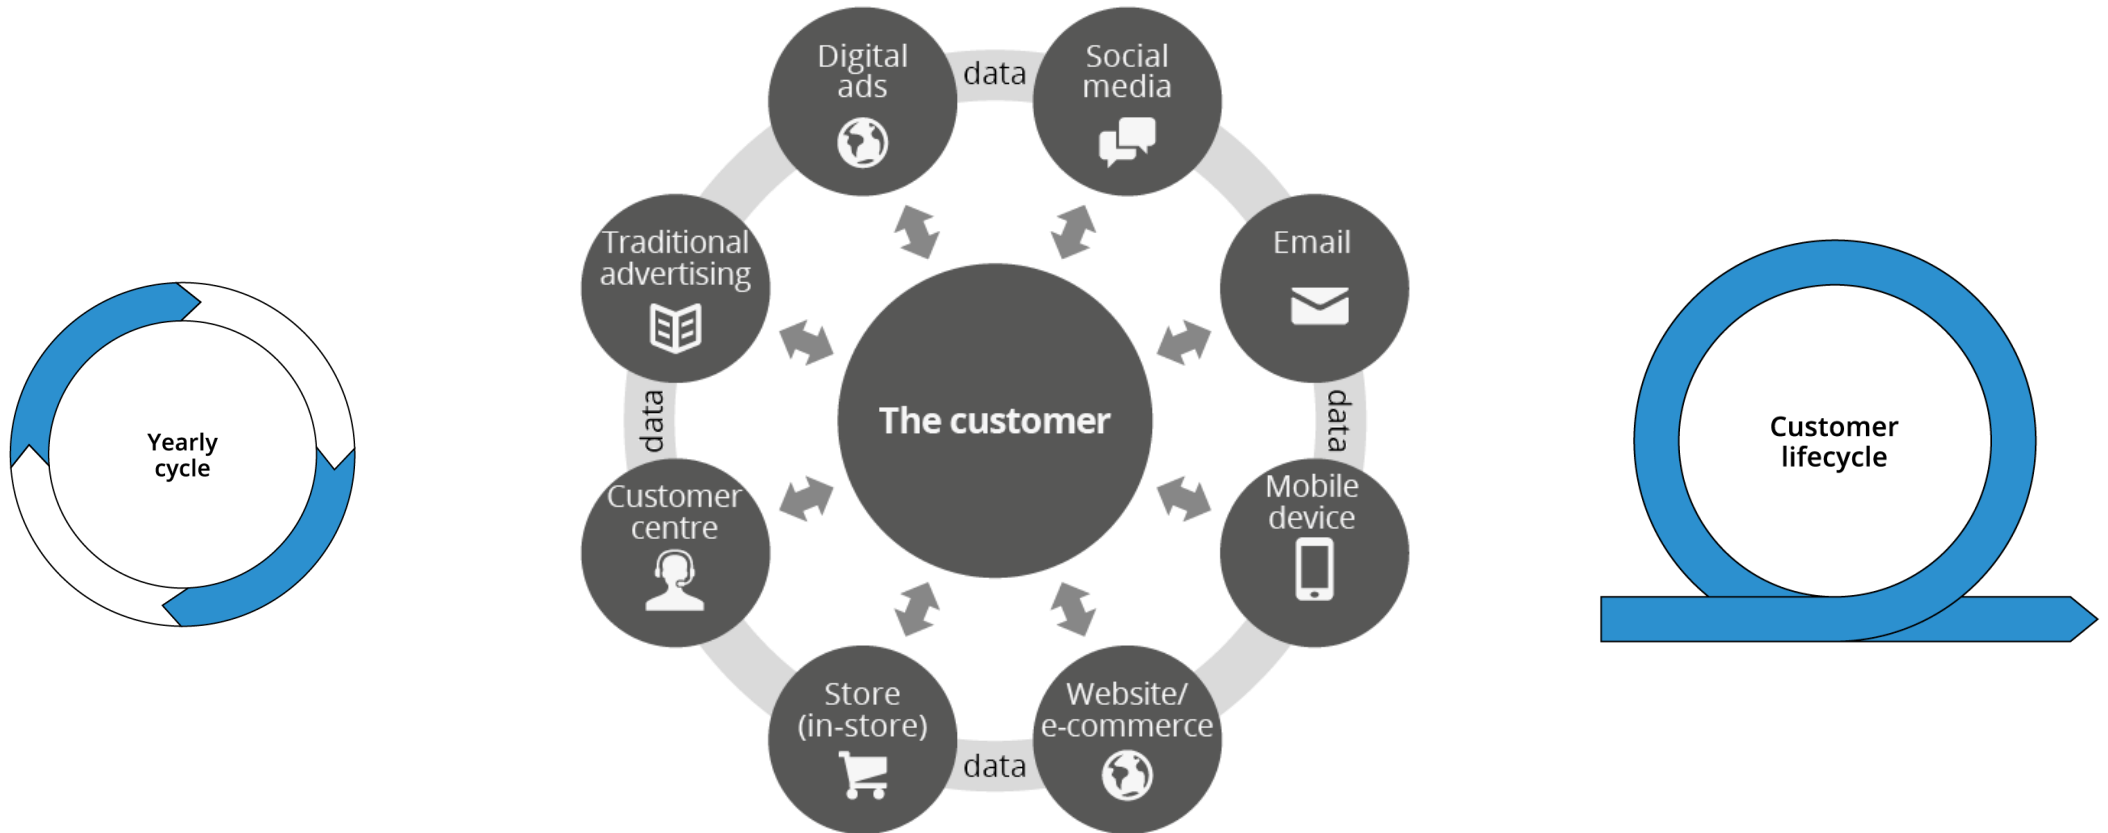 Yearly
cycle
Digital
ads
data
Social
media
Traditional
advertising
Email
data
The customer
data
Customer
centre
Mobile
device
Store
(in-store)
data
Website/
e-commerce
Customer
lifecycle